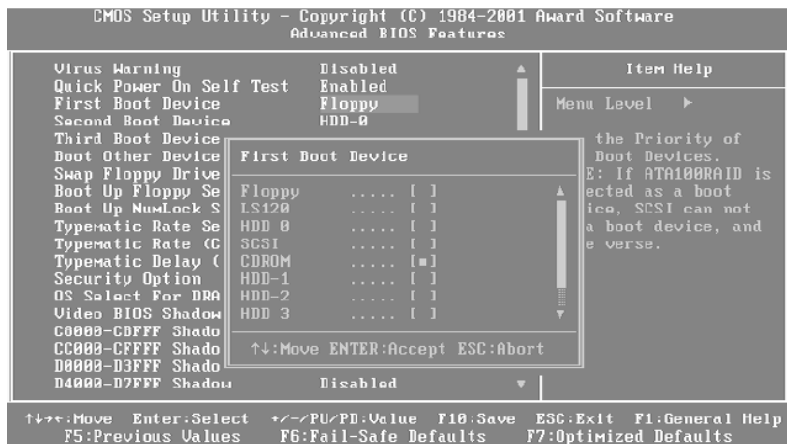 CMOS Setup Utility - Copyright (C) 1984-2001 Award Software
Advanced BIOS Features
Virus Warning Disabled
Quick Power On Self Test Enabled
First Boot Device Floppy
Second Boot Device HDD-0
Third Boot Device
Boot Other Device
Swap Floppy Drive
Boot Up Floppy Se
Boot Up NumLock S
Typematic Rate Se
Typematic Rate (C
Typematic Delay (
Security Option
OS Select For DRA
Video BIOS Shadow
C8000-CBFFF Shado
CC000-CFFFF Shado
D0000-D3FFF Shado
D4000-D7FFF Shadow Disabled
First Boot Device
Floppy ..... [ ]
LS120 ..... [ ]
HDD 0 ..... [ ]
SCSI ..... [ ]
CDROM ..... [■]
HDD-1 ..... [ ]
HDD-2 ..... [ ]
HDD 3 ..... [ ]
↑↓:Move ENTER:Accept ESC:Abort
Item Help
Menu Level ►
the Priority of
Boot Devices.
E: If ATA100RAID is
ected as a boot
ice, SCSI can not
a boot device, and
e verse.
↑↓→←:Move Enter:Select +/-/PU/PD:Value F10:Save ESC:Exit F1:General Help
F5:Previous Values F6:Fail-Safe Defaults F7:Optimized Defaults